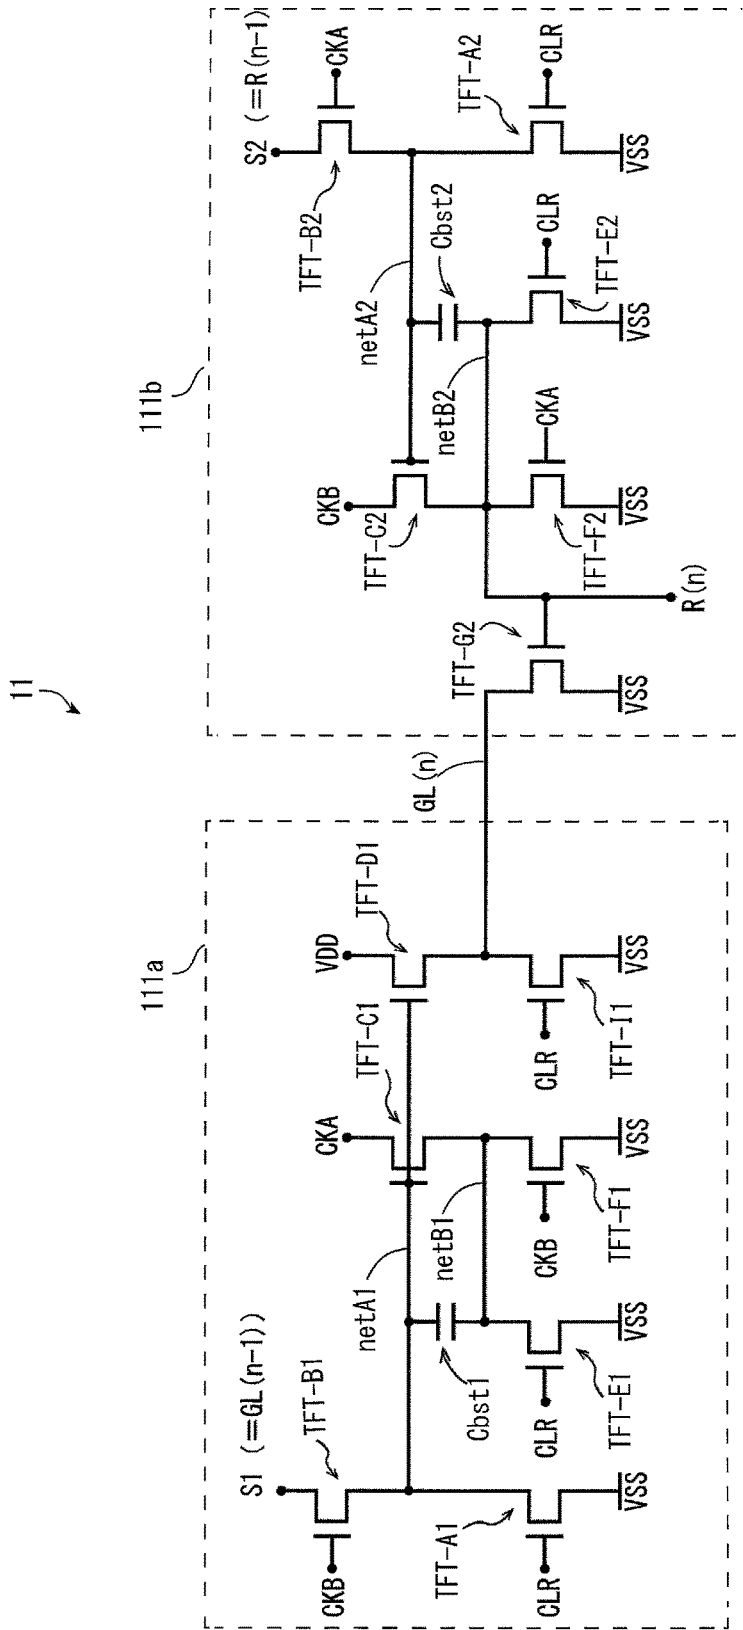 11
111a
111b
S1 (=GL(n-1))
TFT-B1
CKB
netA1
CKA
TFT-C1
VDD
TFT-D1
GL(n)
Cbst1
netB1
TFT-A1
CLR
VSS
CLR
TFT-E1
VSS
CKB
TFT-F1
VSS
CLR
TFT-I1
VSS
S2 (=R(n-1)
CKA
TFT-B2
netA2
CKB
TFT-C2
Cbst2
netB2
TFT-A2
CLR
VSS
CLR
TFT-E2
VSS
CKA
TFT-F2
VSS
TFT-G2
VSS
R(n)